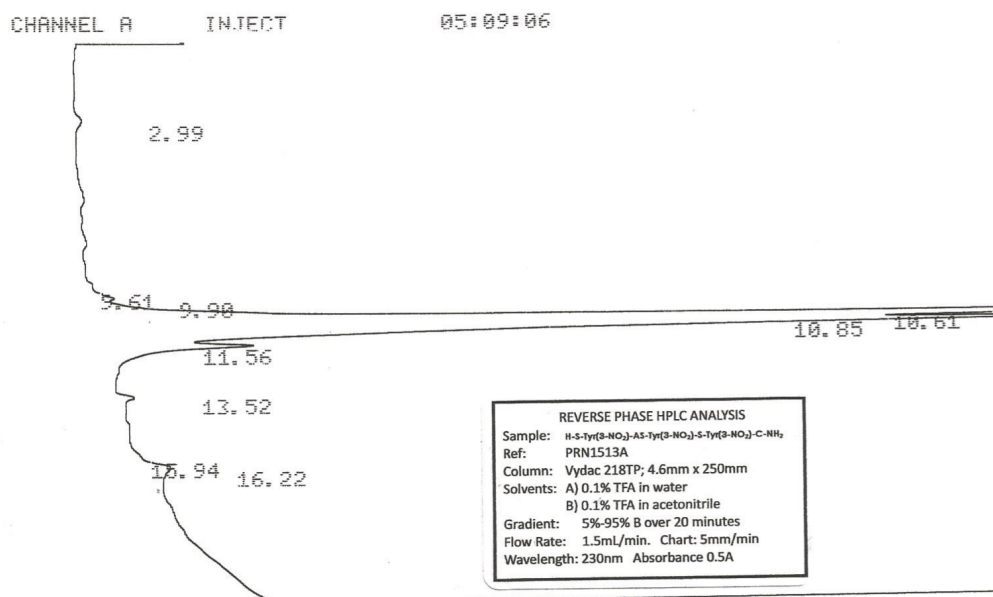 CHANNEL A INJECT 05:09:06
2.99
9.61 9.90
10.85 10.61
11.56
13.52
15.94 16.22
REVERSE PHASE HPLC ANALYSIS
Sample: H-S-Tyr(3-NO₂)-AS-Tyr(3-NO₂)-S-Tyr(3-NO₂)-C-NH₂
Ref: PRN1513A
Column: Vydac 218TP; 4.6mm x 250mm
Solvents: A) 0.1% TFA in water
B) 0.1% TFA in acetonitrile
Gradient: 5%-95% B over 20 minutes
Flow Rate: 1.5mL/min. Chart: 5mm/min
Wavelength: 230nm Absorbance 0.5A